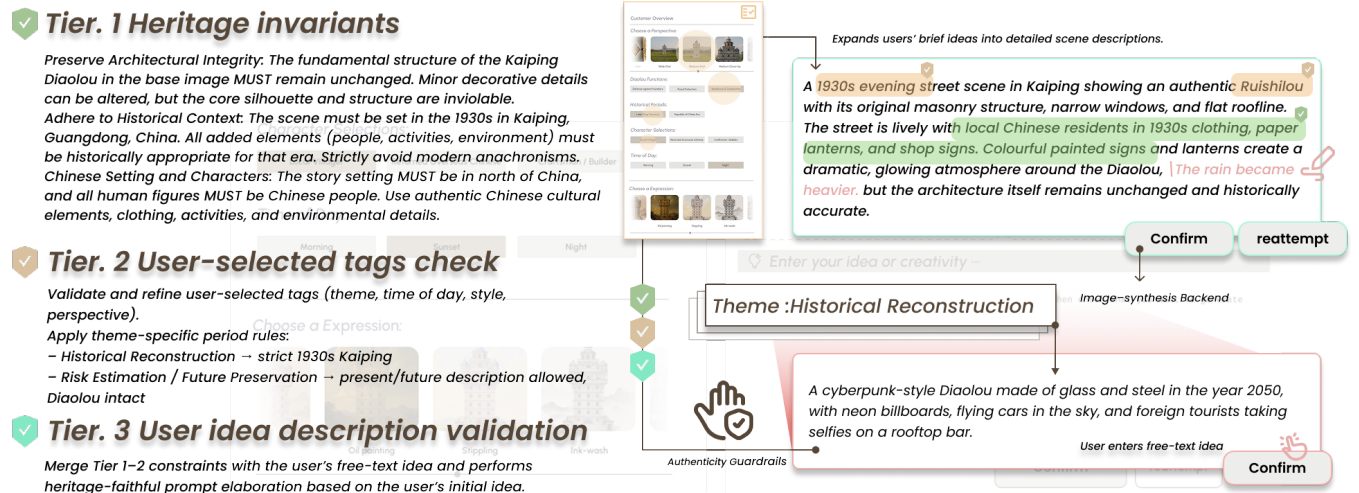 Tier. 1 Heritage invariants
Preserve Architectural Integrity: The fundamental structure of the Kaiping
Diaolou in the base image MUST remain unchanged. Minor decorative details
can be altered, but the core silhouette and structure are inviolable.
Adhere to Historical Context: The scene must be set in the 1930s in Kaiping,
Guangdong, China. All added elements (people, activities, environment) must
be historically appropriate for that era. Strictly avoid modern anachronisms.
Chinese Setting and Characters: The story setting MUST be in north of China,
and all human figures MUST be Chinese people. Use authentic Chinese cultural
elements, clothing, activities, and environmental details.
Character Selections:
/ Builder
Morning
Sunset
Night
Tier. 2 User-selected tags check
Validate and refine user-selected tags (theme, time of day, style,
perspective).
Apply theme-specific period rules:
– Historical Reconstruction → strict 1930s Kaiping
– Risk Estimation / Future Preservation → present/future description allowed,
Diaolou intact
Choose a Expression:
Tier. 3 User idea description validation
Oil painting
Stippling
Ink-wash
Merge Tier 1–2 constraints with the user's free-text idea and performs
heritage-faithful prompt elaboration based on the user's initial idea.
Customer Overview
Choose a Perspective:
Diaolou Functions:
Historical Periods:
Character Selections:
Time of Day:
Morning
Sunset
Night
Choose a Expression:
Oil painting
Stippling
Ink-wash
Expands users' brief ideas into detailed scene descriptions.
A 1930s evening street scene in Kaiping showing an authentic Ruishilou
with its original masonry structure, narrow windows, and flat roofline.
The street is lively with local Chinese residents in 1930s clothing, paper
lanterns, and shop signs. Colourful painted signs and lanterns create a
dramatic, glowing atmosphere around the Diaolou, \The rain became
heavier. but the architecture itself remains unchanged and historically
accurate.
Confirm
reattempt
Enter your idea or creativity –
Image-synthesis Backend
Theme :Historical Reconstruction
A cyberpunk-style Diaolou made of glass and steel in the year 2050,
with neon billboards, flying cars in the sky, and foreign tourists taking
selfies on a rooftop bar.
User enters free-text idea
Authenticity Guardrails
Confirm